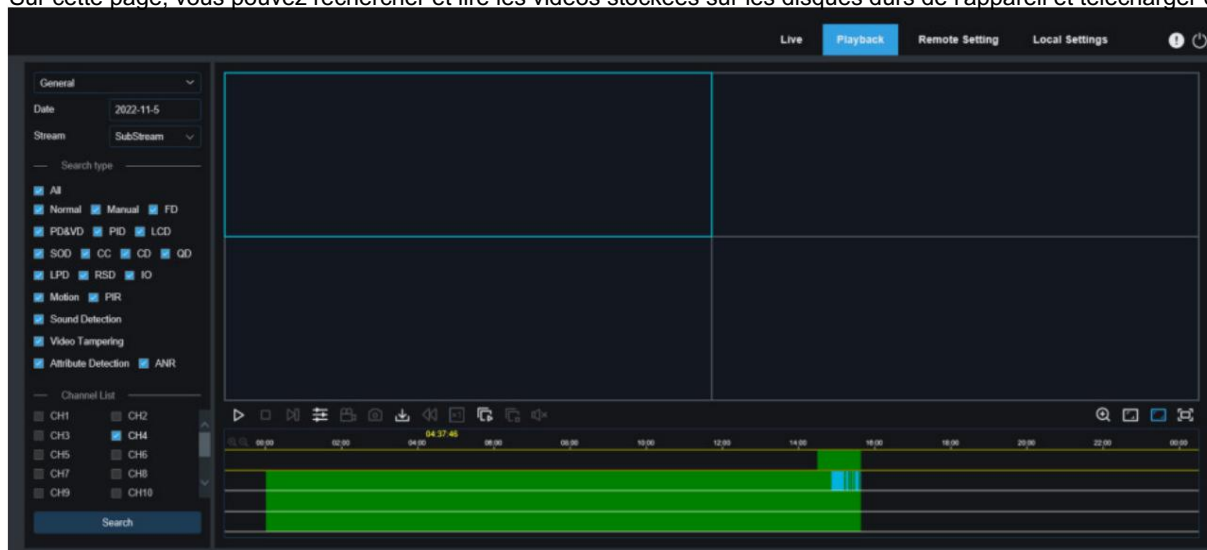 Sur cette page, vous pouvez rechercher et lire les vidéos stockées sur les disques durs de l'appareil et télécharger
Live Playback Remote Setting Local Settings
General
Date 2022-11-5
Stream SubStream
Search type
All
Normal Manual FD
PD&VD PID LCD
SOD CC CD QD
LPD RSD IO
Motion PIR
Sound Detection
Video Tampering
Attribute Detection ANR
Channel List
CH1 CH2
CH3 CH4
CH5 CH6
CH7 CH8
CH9 CH10
Search
04:37:46
00:00 02:00 04:00 06:00 08:00 10:00 12:00 14:00 16:00 18:00 20:00 22:00 00:00